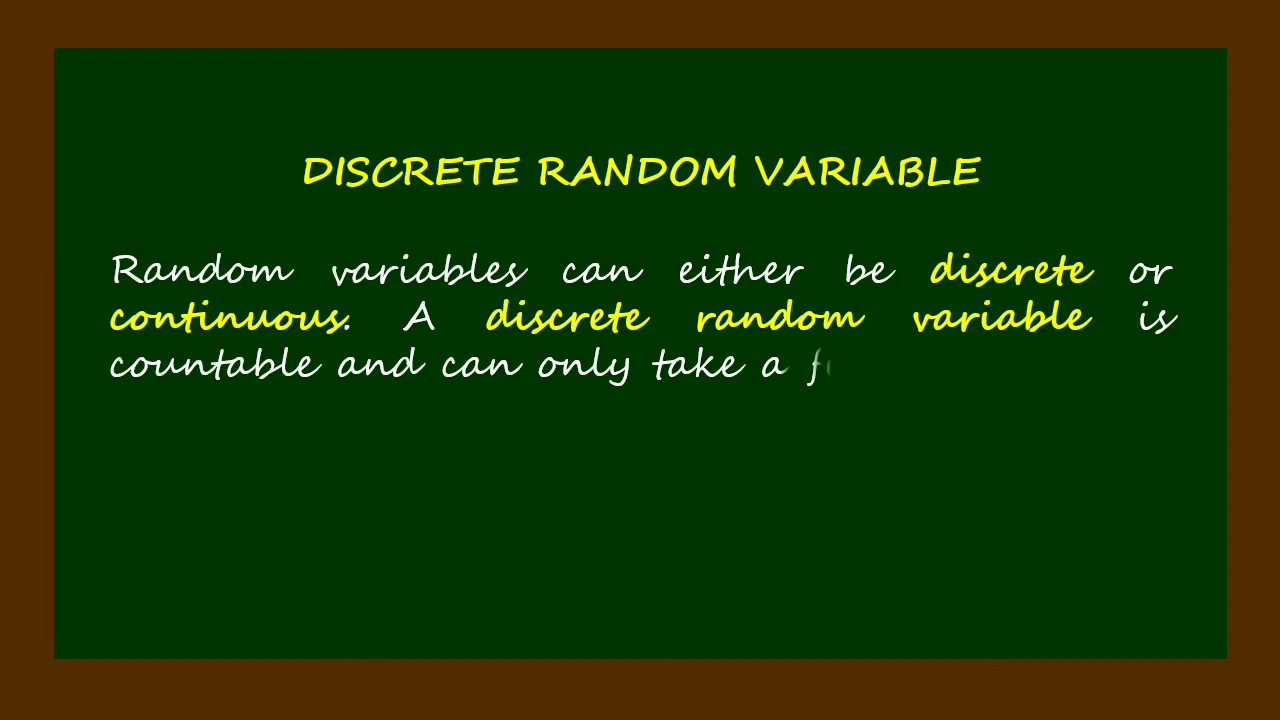 DISCRETE RANDOM VARIABLE
Random variables can either be discrete or
continuous. A discrete random variable is
countable and can only take a